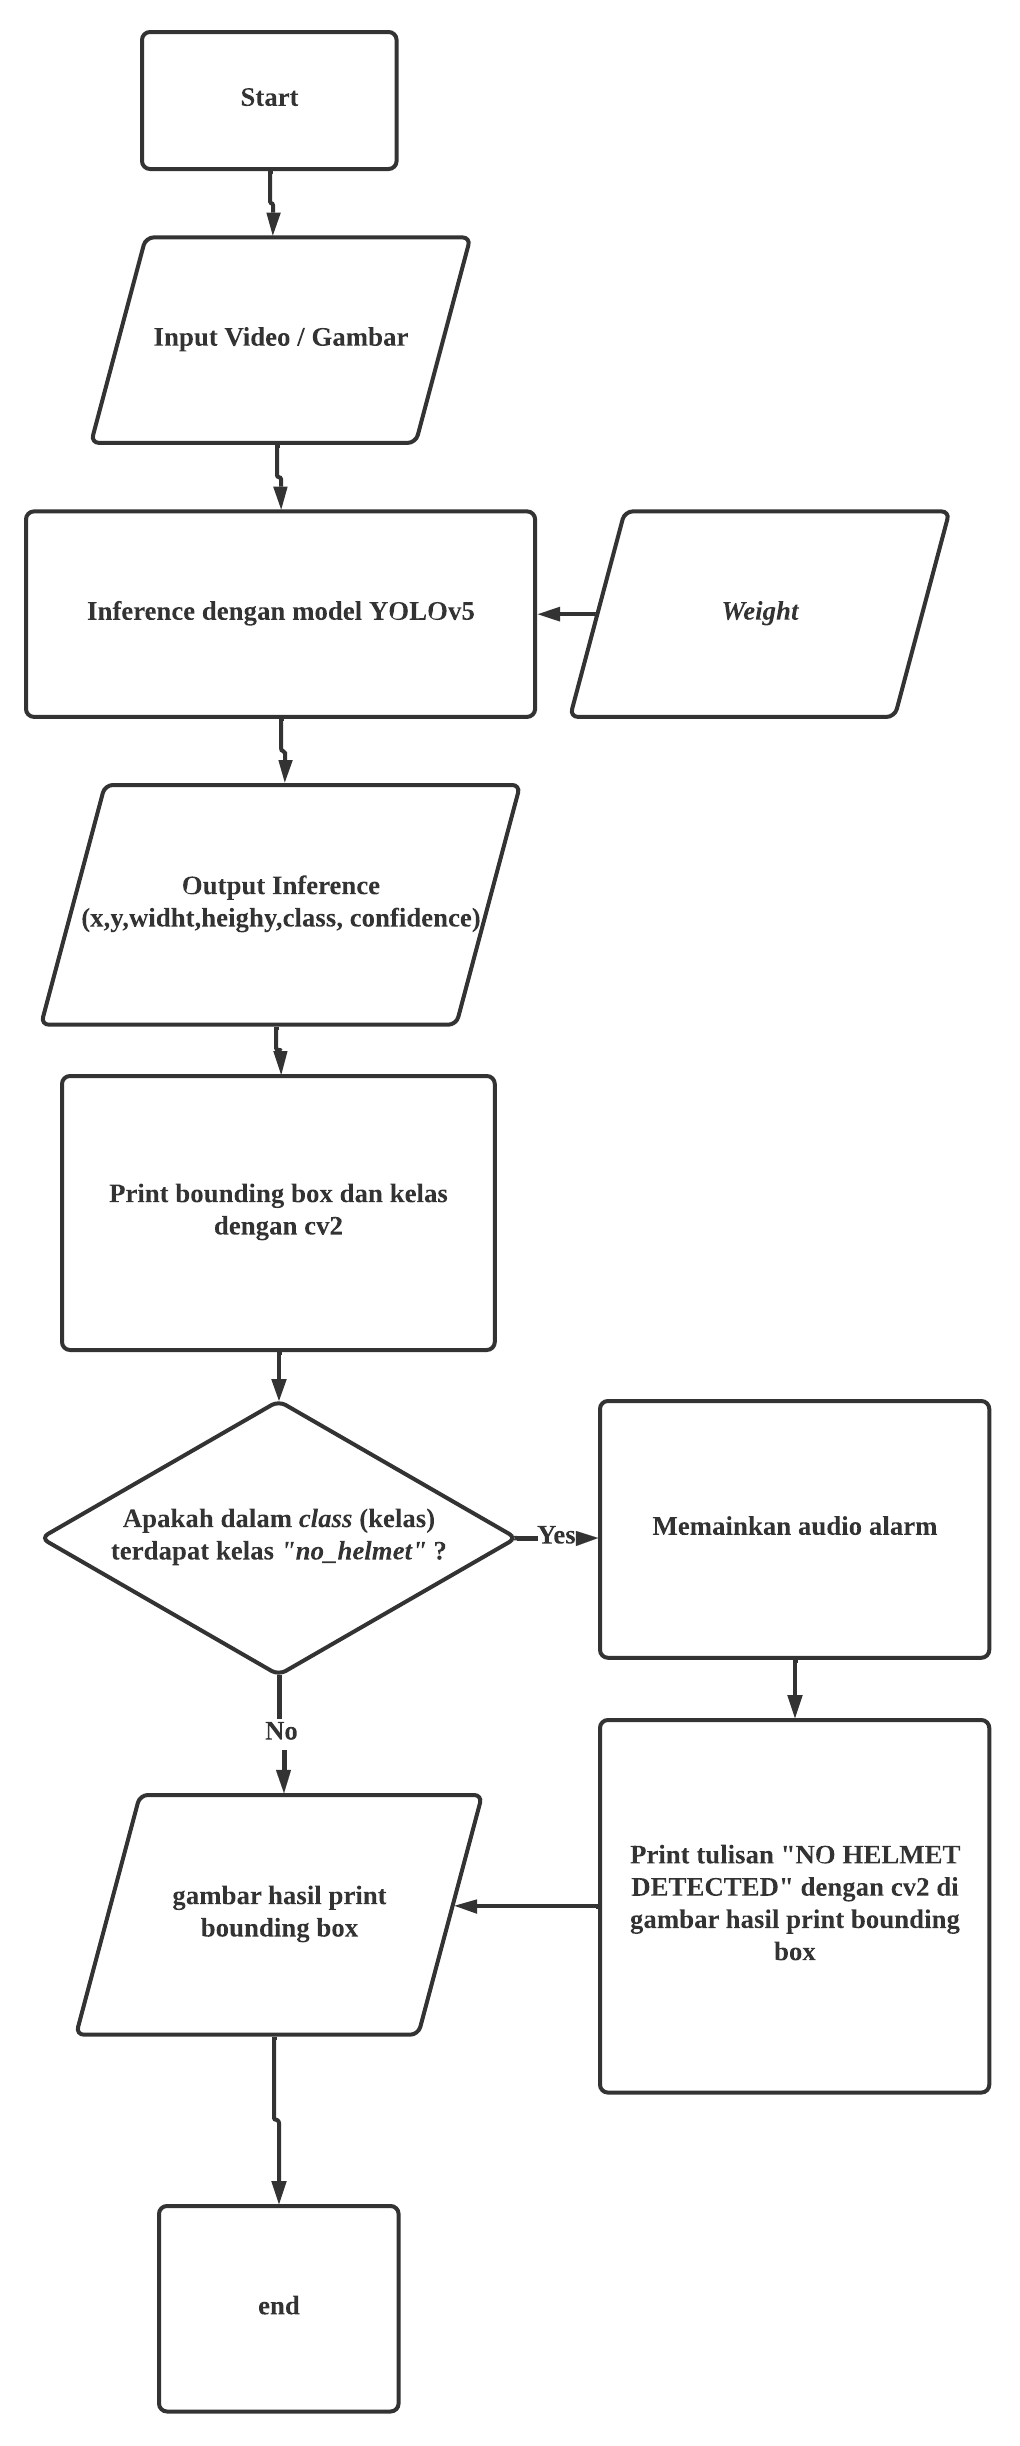 Start
Input Video / Gambar
Inference dengan model YOLOv5
Weight
Output Inference
(x,y,widht,heighy,class, confidence)
Print bounding box dan kelas
dengan cv2
Apakah dalam class (kelas)
terdapat kelas "no_helmet" ?
Yes
Memainkan audio alarm
No
Print tulisan "NO HELMET
DETECTED" dengan cv2 di
gambar hasil print bounding
box
gambar hasil print
bounding box
end